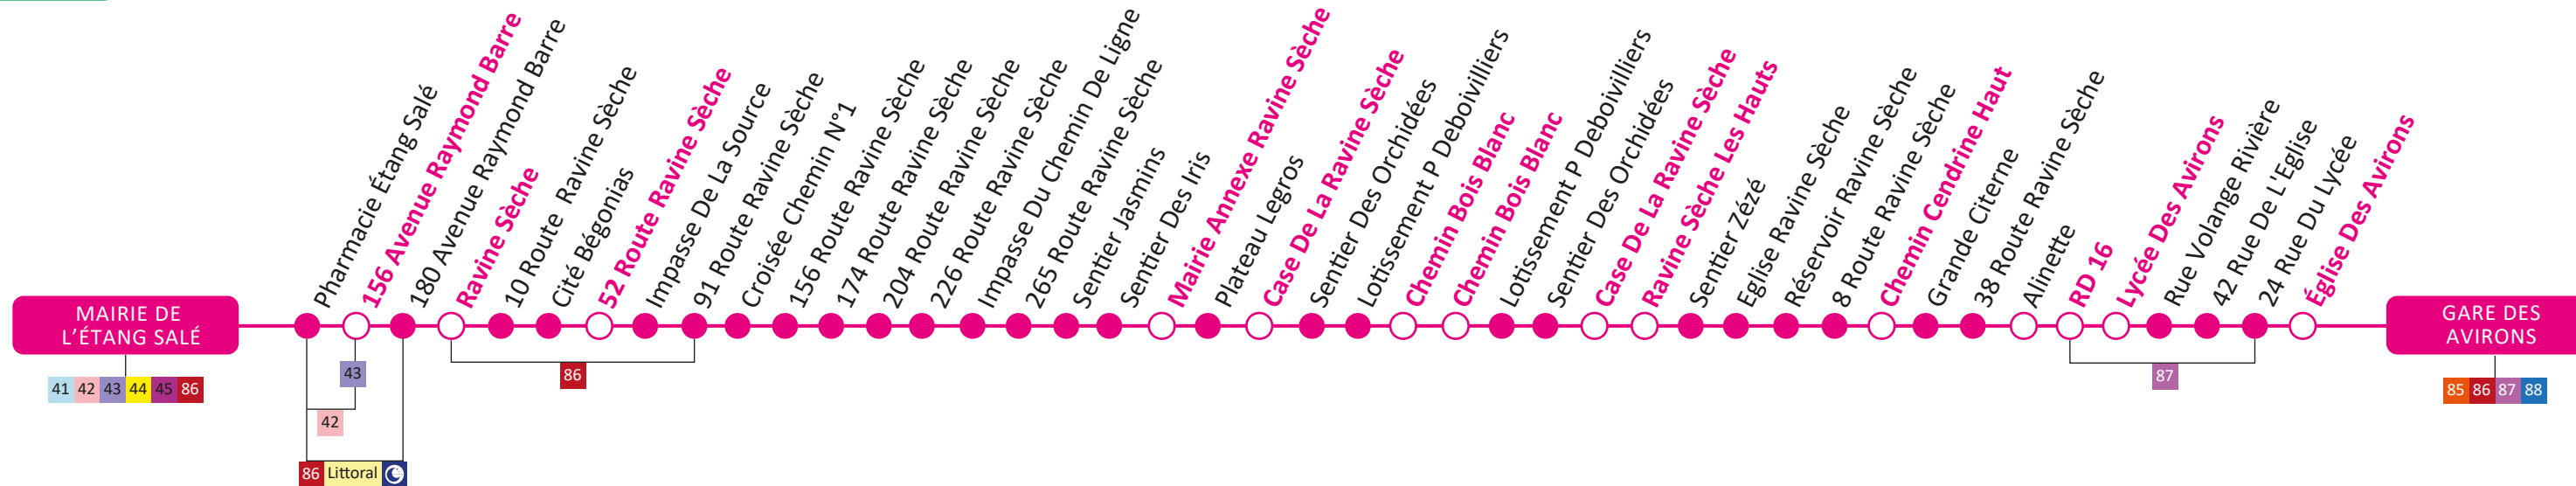 MAIRIE DE
L'ÉTANG SALÉ
41 42 43 44 45 86
Pharmacie Étang Salé
156 Avenue Raymond Barre
180 Avenue Raymond Barre
Ravine Sèche
10 Route Ravine Sèche
Cité Bégonias
52 Route Ravine Sèche
Impasse De La Source
91 Route Ravine Sèche
Croisée Chemin N°1
156 Route Ravine Sèche
174 Route Ravine Sèche
204 Route Ravine Sèche
226 Route Ravine Sèche
Impasse Du Chemin De Ligne
265 Route Ravine Sèche
Sentier Jasmins
Sentier Des Iris
Mairie Annexe Ravine Sèche
Plateau Legros
Case De La Ravine Sèche
Sentier Des Orchidées
Lotissement P Deboivilliers
Chemin Bois Blanc
Chemin Bois Blanc
Lotissement P Deboivilliers
Sentier Des Orchidées
Case De La Ravine Sèche
Ravine Sèche Les Hauts
Sentier Zézé
Eglise Ravine Sèche
Réservoir Ravine Sèche
8 Route Ravine Sèche
Chemin Cendrine Haut
Grande Citerne
38 Route Ravine Sèche
Alinette
RD 16
Lycée Des Avirons
Rue Volange Rivière
42 Rue De L'Eglise
24 Rue Du Lycée
Église Des Avirons
GARE DES
AVIRONS
85 86 87 88
43
42
86 Littoral
86
87